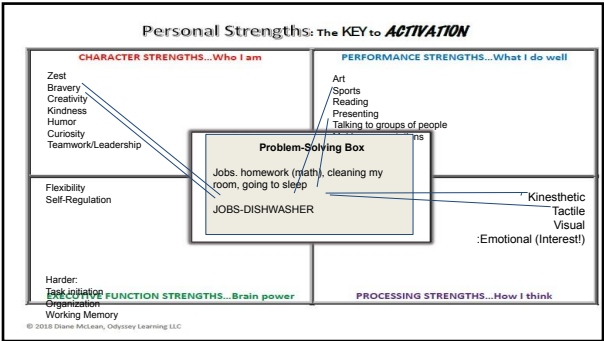 Personal Strengths: The KEY to ACTIVATION
CHARACTER STRENGTHS...Who I am
Zest
Bravery
Creativity
Kindness
Humor
Curiosity
Teamwork/Leadership
PERFORMANCE STRENGTHS...What I do well
Art
Sports
Reading
Presenting
Talking to groups of people
Problem-Solving Box
Jobs. homework (math), cleaning my
room, going to sleep
JOBS-DISHWASHER
Flexibility
Self-Regulation
Harder:
Task initiation
Organization
Working Memory
EXECUTIVE FUNCTION STRENGTHS...Brain power
Kinesthetic
Tactile
Visual
:Emotional (Interest!)
PROCESSING STRENGTHS...How I think
© 2018 Diane McLean, Odyssey Learning LLC